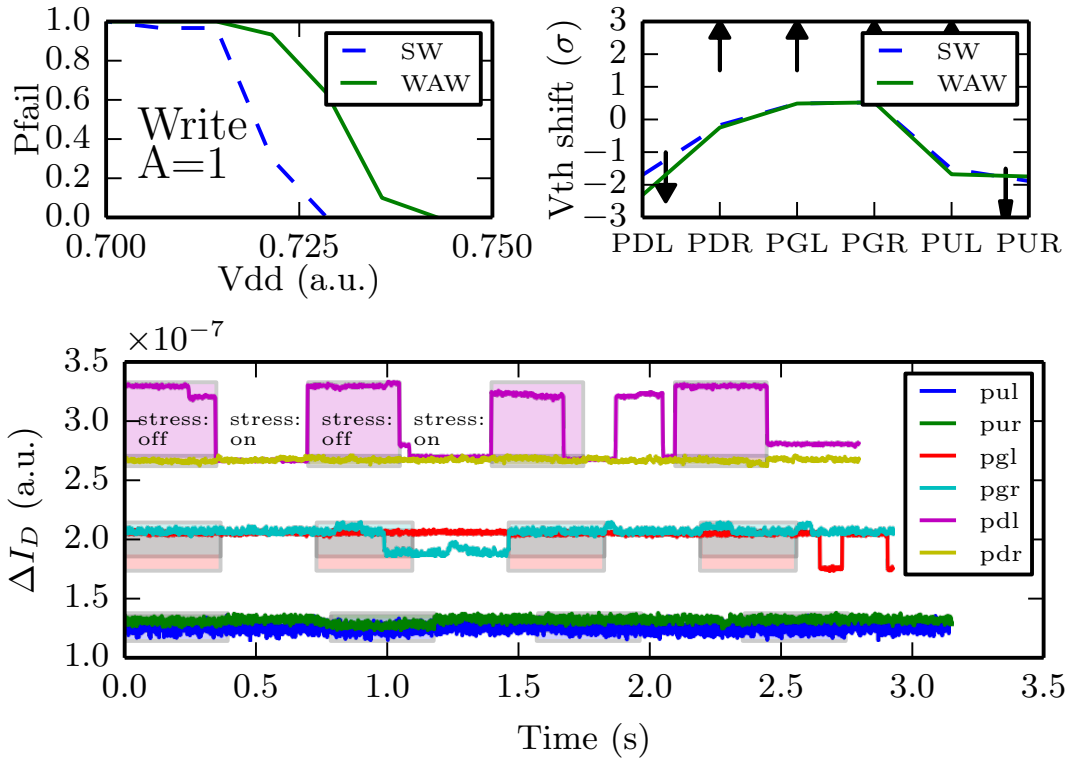 1.0
0.8
0.6
0.4
0.2
0.0
Pfail
Write
A=1
SW
WAW
0.700 0.725 0.750
Vdd (a.u.)
3
2
1
0
−1
−2
−3
Vth shift (σ)
SW
WAW
PDL PDR PGL PGR PUL PUR
×10⁻⁷
3.5
3.0
2.5
2.0
1.5
1.0
ΔI_D (a.u.)
stress: stress: stress: stress:
off on off on
pul
pur
pgl
pgr
pdl
pdr
0.0 0.5 1.0 1.5 2.0 2.5 3.0 3.5
Time (s)